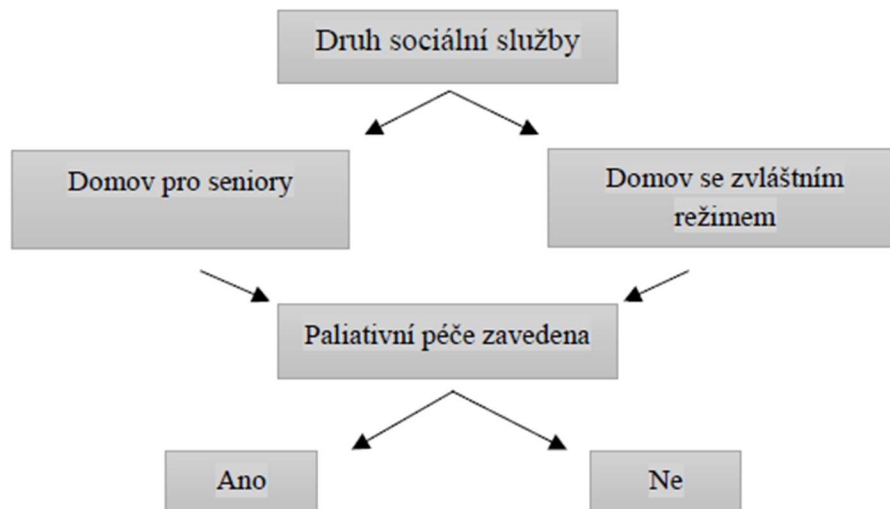 Druh sociální služby
Domov pro seniory
Domov se zvláštním
režimem
Paliativní péče zavedena
Ano
Ne